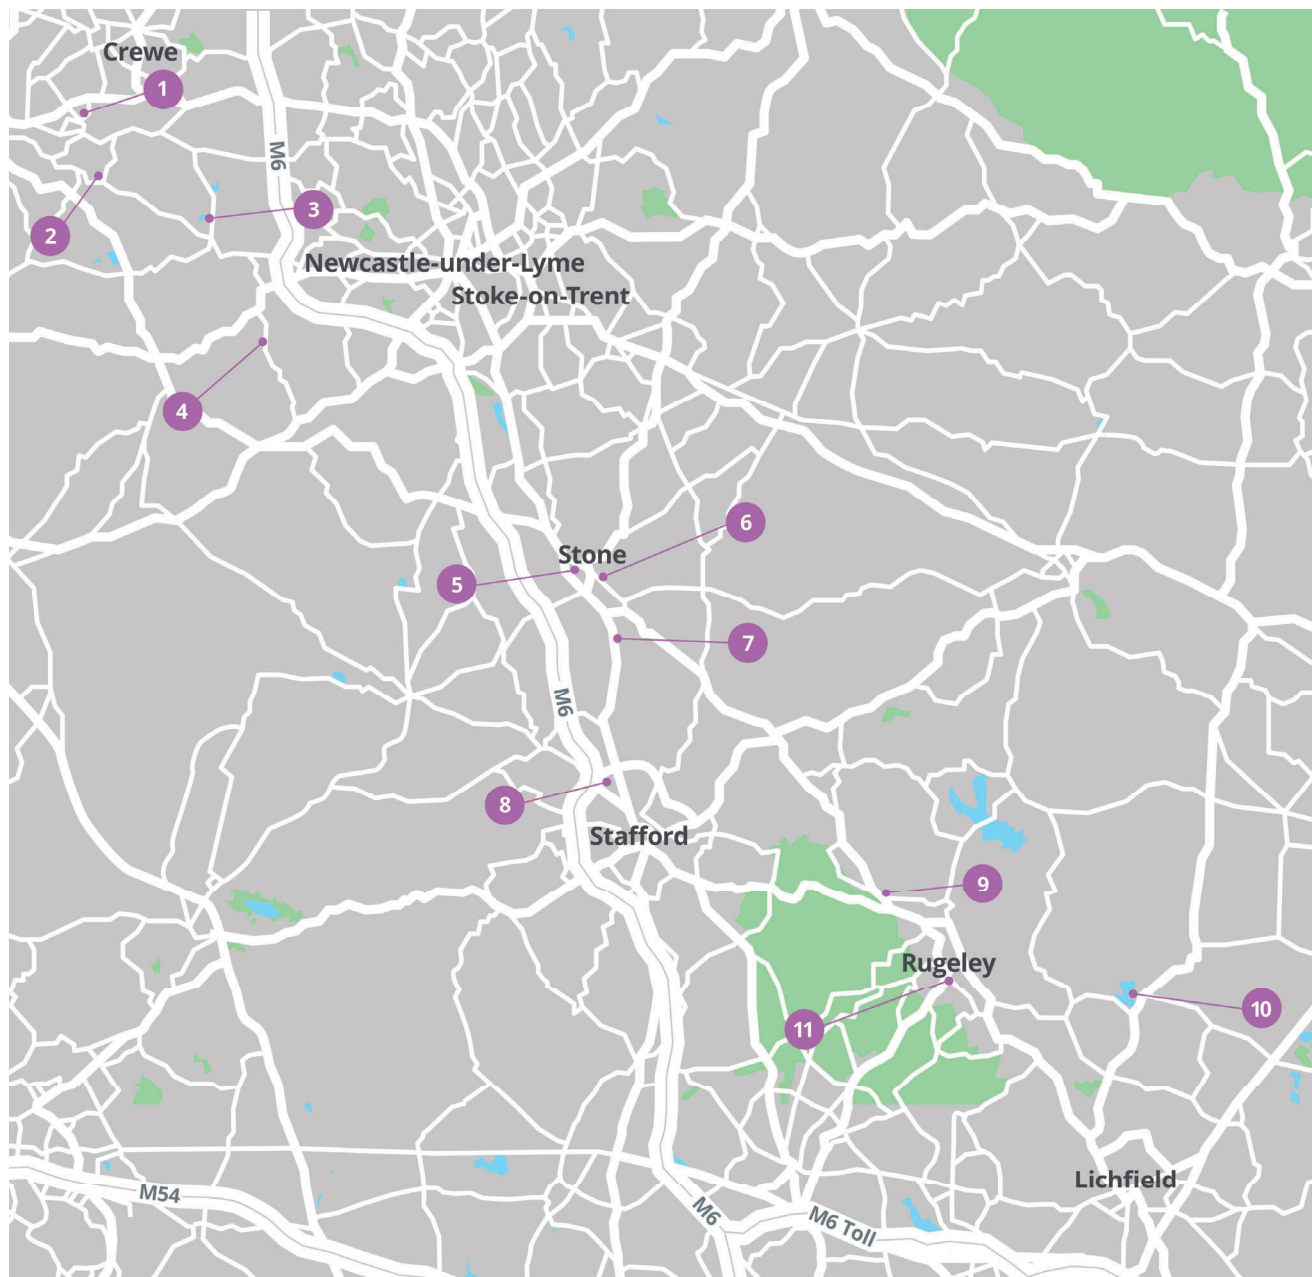 Crewe
1
M6
3
2
Newcastle-under-Lyme
Stoke-on-Trent
4
6
Stone
5
7
M6
8
Stafford
9
Rugeley
10
11
Lichfield
M54
M6
M6 Toll